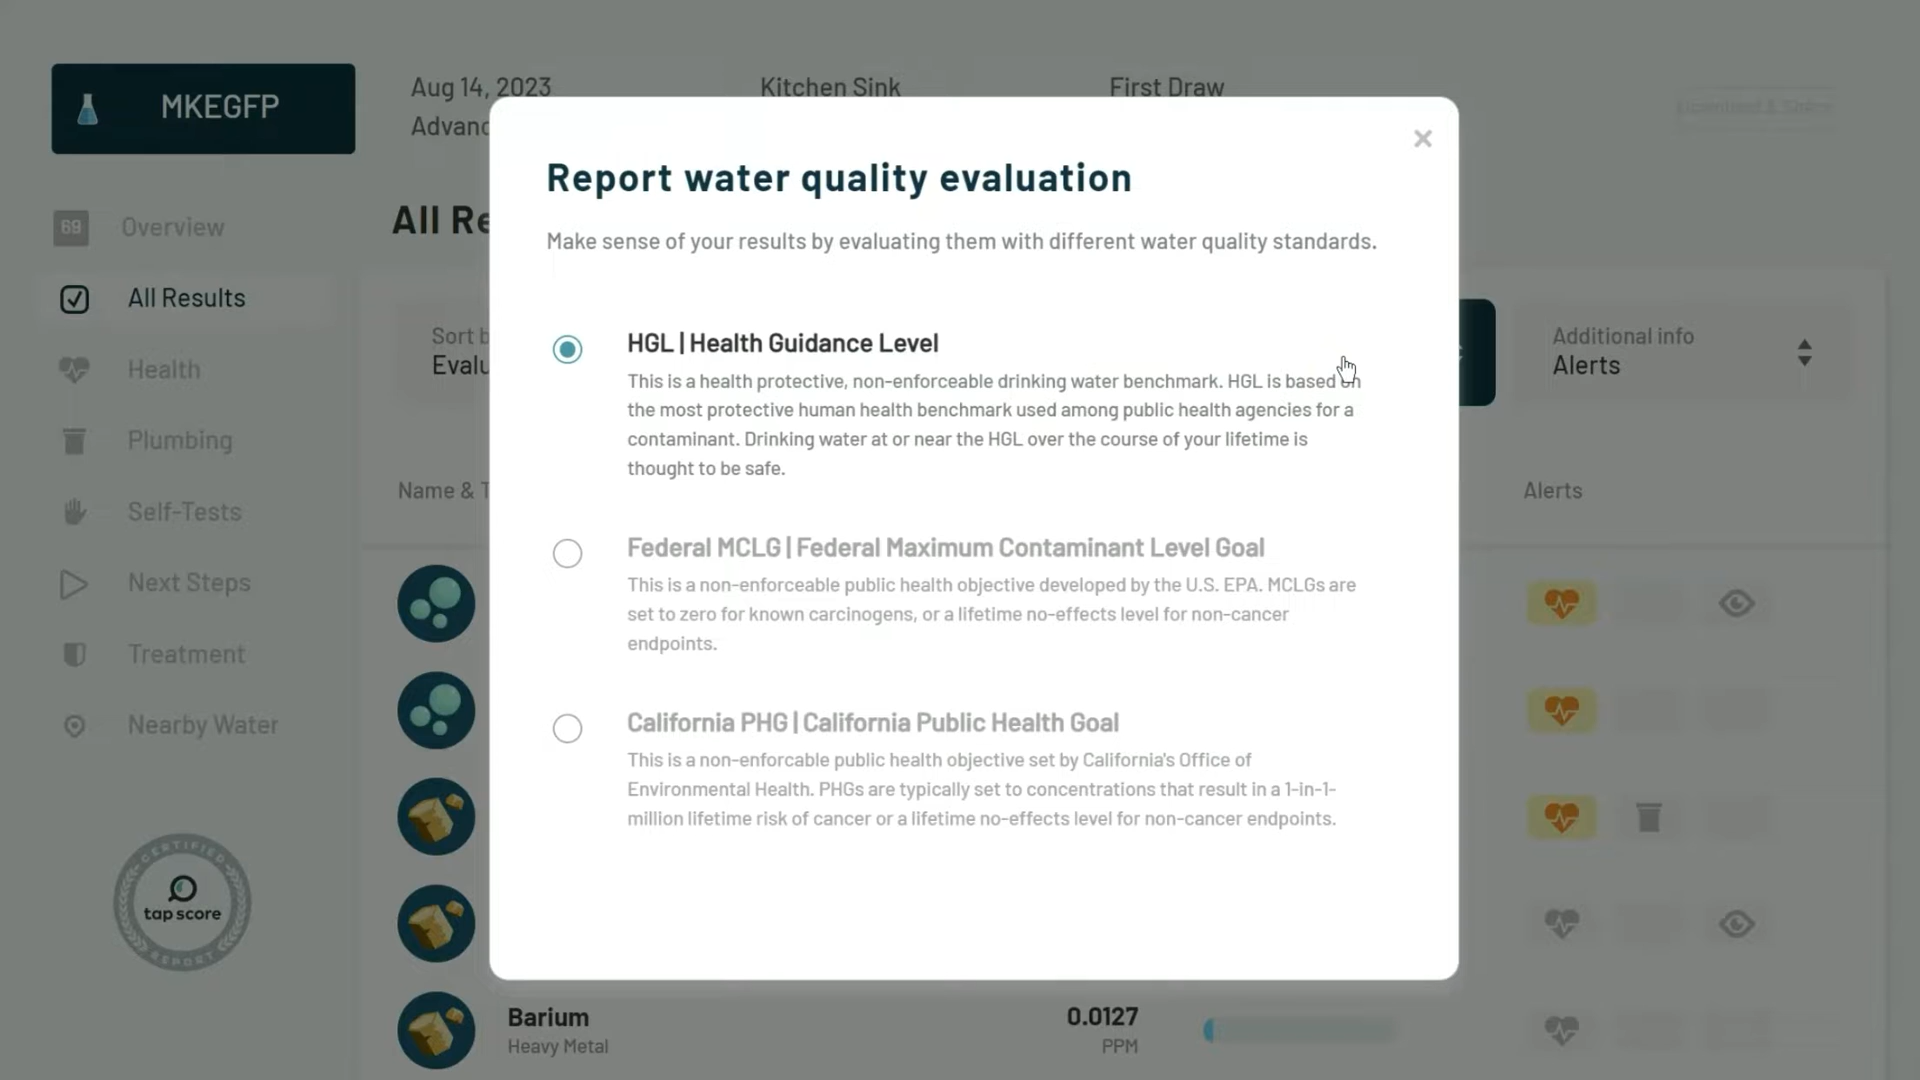 MKEGFP
Aug 14, 2023
Kitchen Sink
First Draw
Download & Share
Report water quality evaluation
Make sense of your results by evaluating them with different water quality standards.
HGL | Health Guidance Level
This is a health protective, non-enforceable drinking water benchmark. HGL is based on
the most protective human health benchmark used among public health agencies for a
contaminant. Drinking water at or near the HGL over the course of your lifetime is
thought to be safe.
Federal MCLG | Federal Maximum Contaminant Level Goal
This is a non-enforceable public health objective developed by the U.S. EPA. MCLGs are
set to zero for known carcinogens, or a lifetime no-effects level for non-cancer
endpoints.
California PHG | California Public Health Goal
This is a non-enforcable public health objective set by California's Office of
Environmental Health. PHGs are typically set to concentrations that result in a 1-in-1-
million lifetime risk of cancer or a lifetime no-effects level for non-cancer endpoints.
69
Overview
All Results
Health
Plumbing
Self-Tests
Next Steps
Treatment
Nearby Water
CERTIFIED
tap score
REPORT
All
Sort
Additional info
Alerts
Name &
Alerts
Barium
Heavy Metal
0.0127
PPM